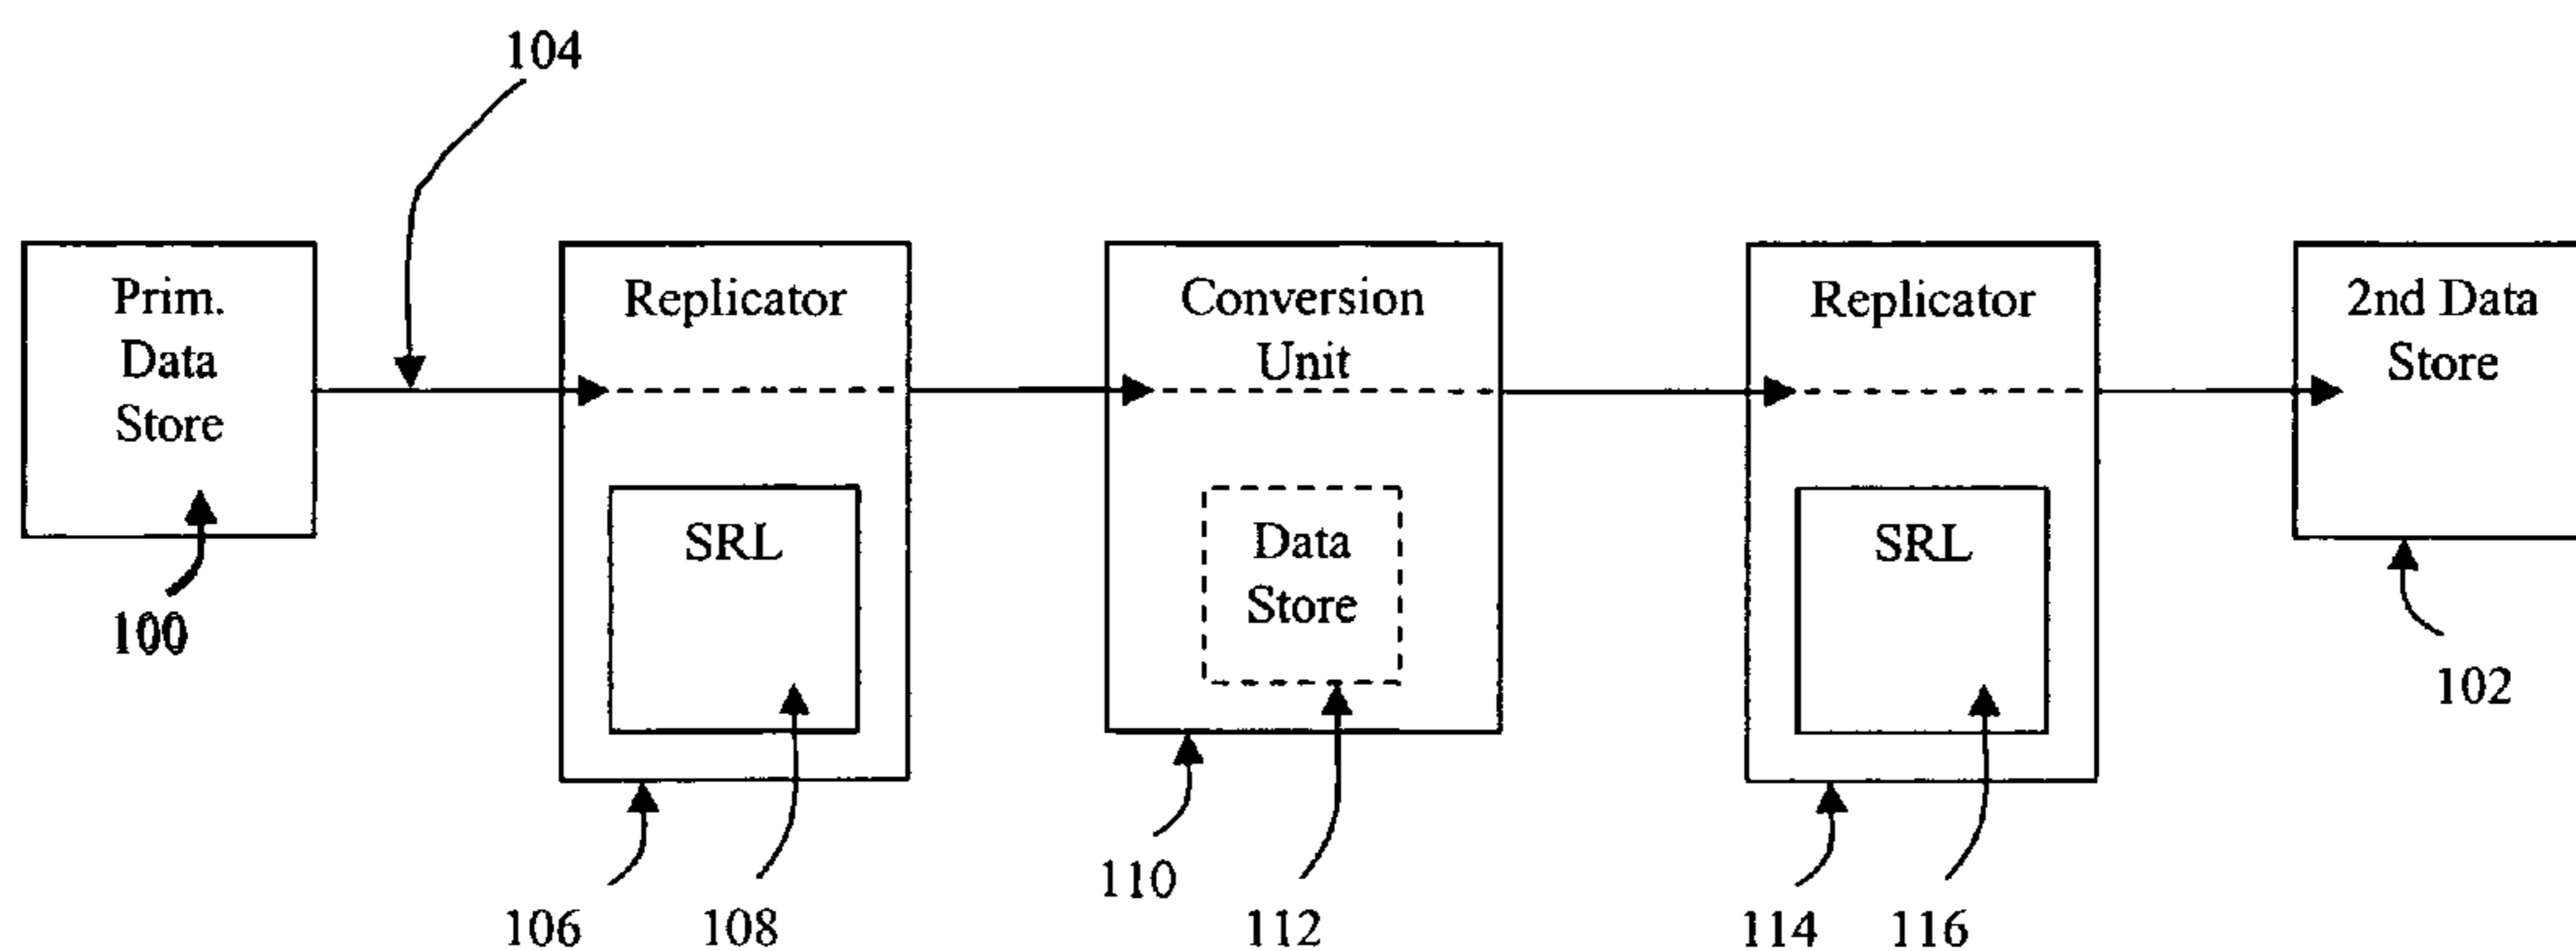 104
Prim.
Data
Store
100
Replicator
SRL
106
108
Conversion
Unit
Data
Store
110
112
Replicator
SRL
114
116
2nd Data
Store
102